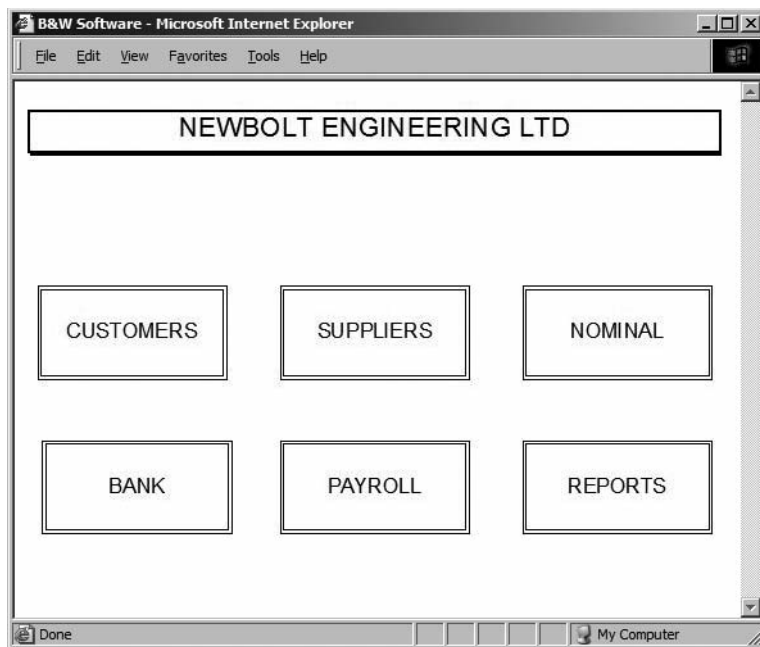 B&W Software - Microsoft Internet Explorer
File Edit View Favorites Tools Help
NEWBOLT ENGINEERING LTD
CUSTOMERS SUPPLIERS NOMINAL
BANK PAYROLL REPORTS
Done My Computer